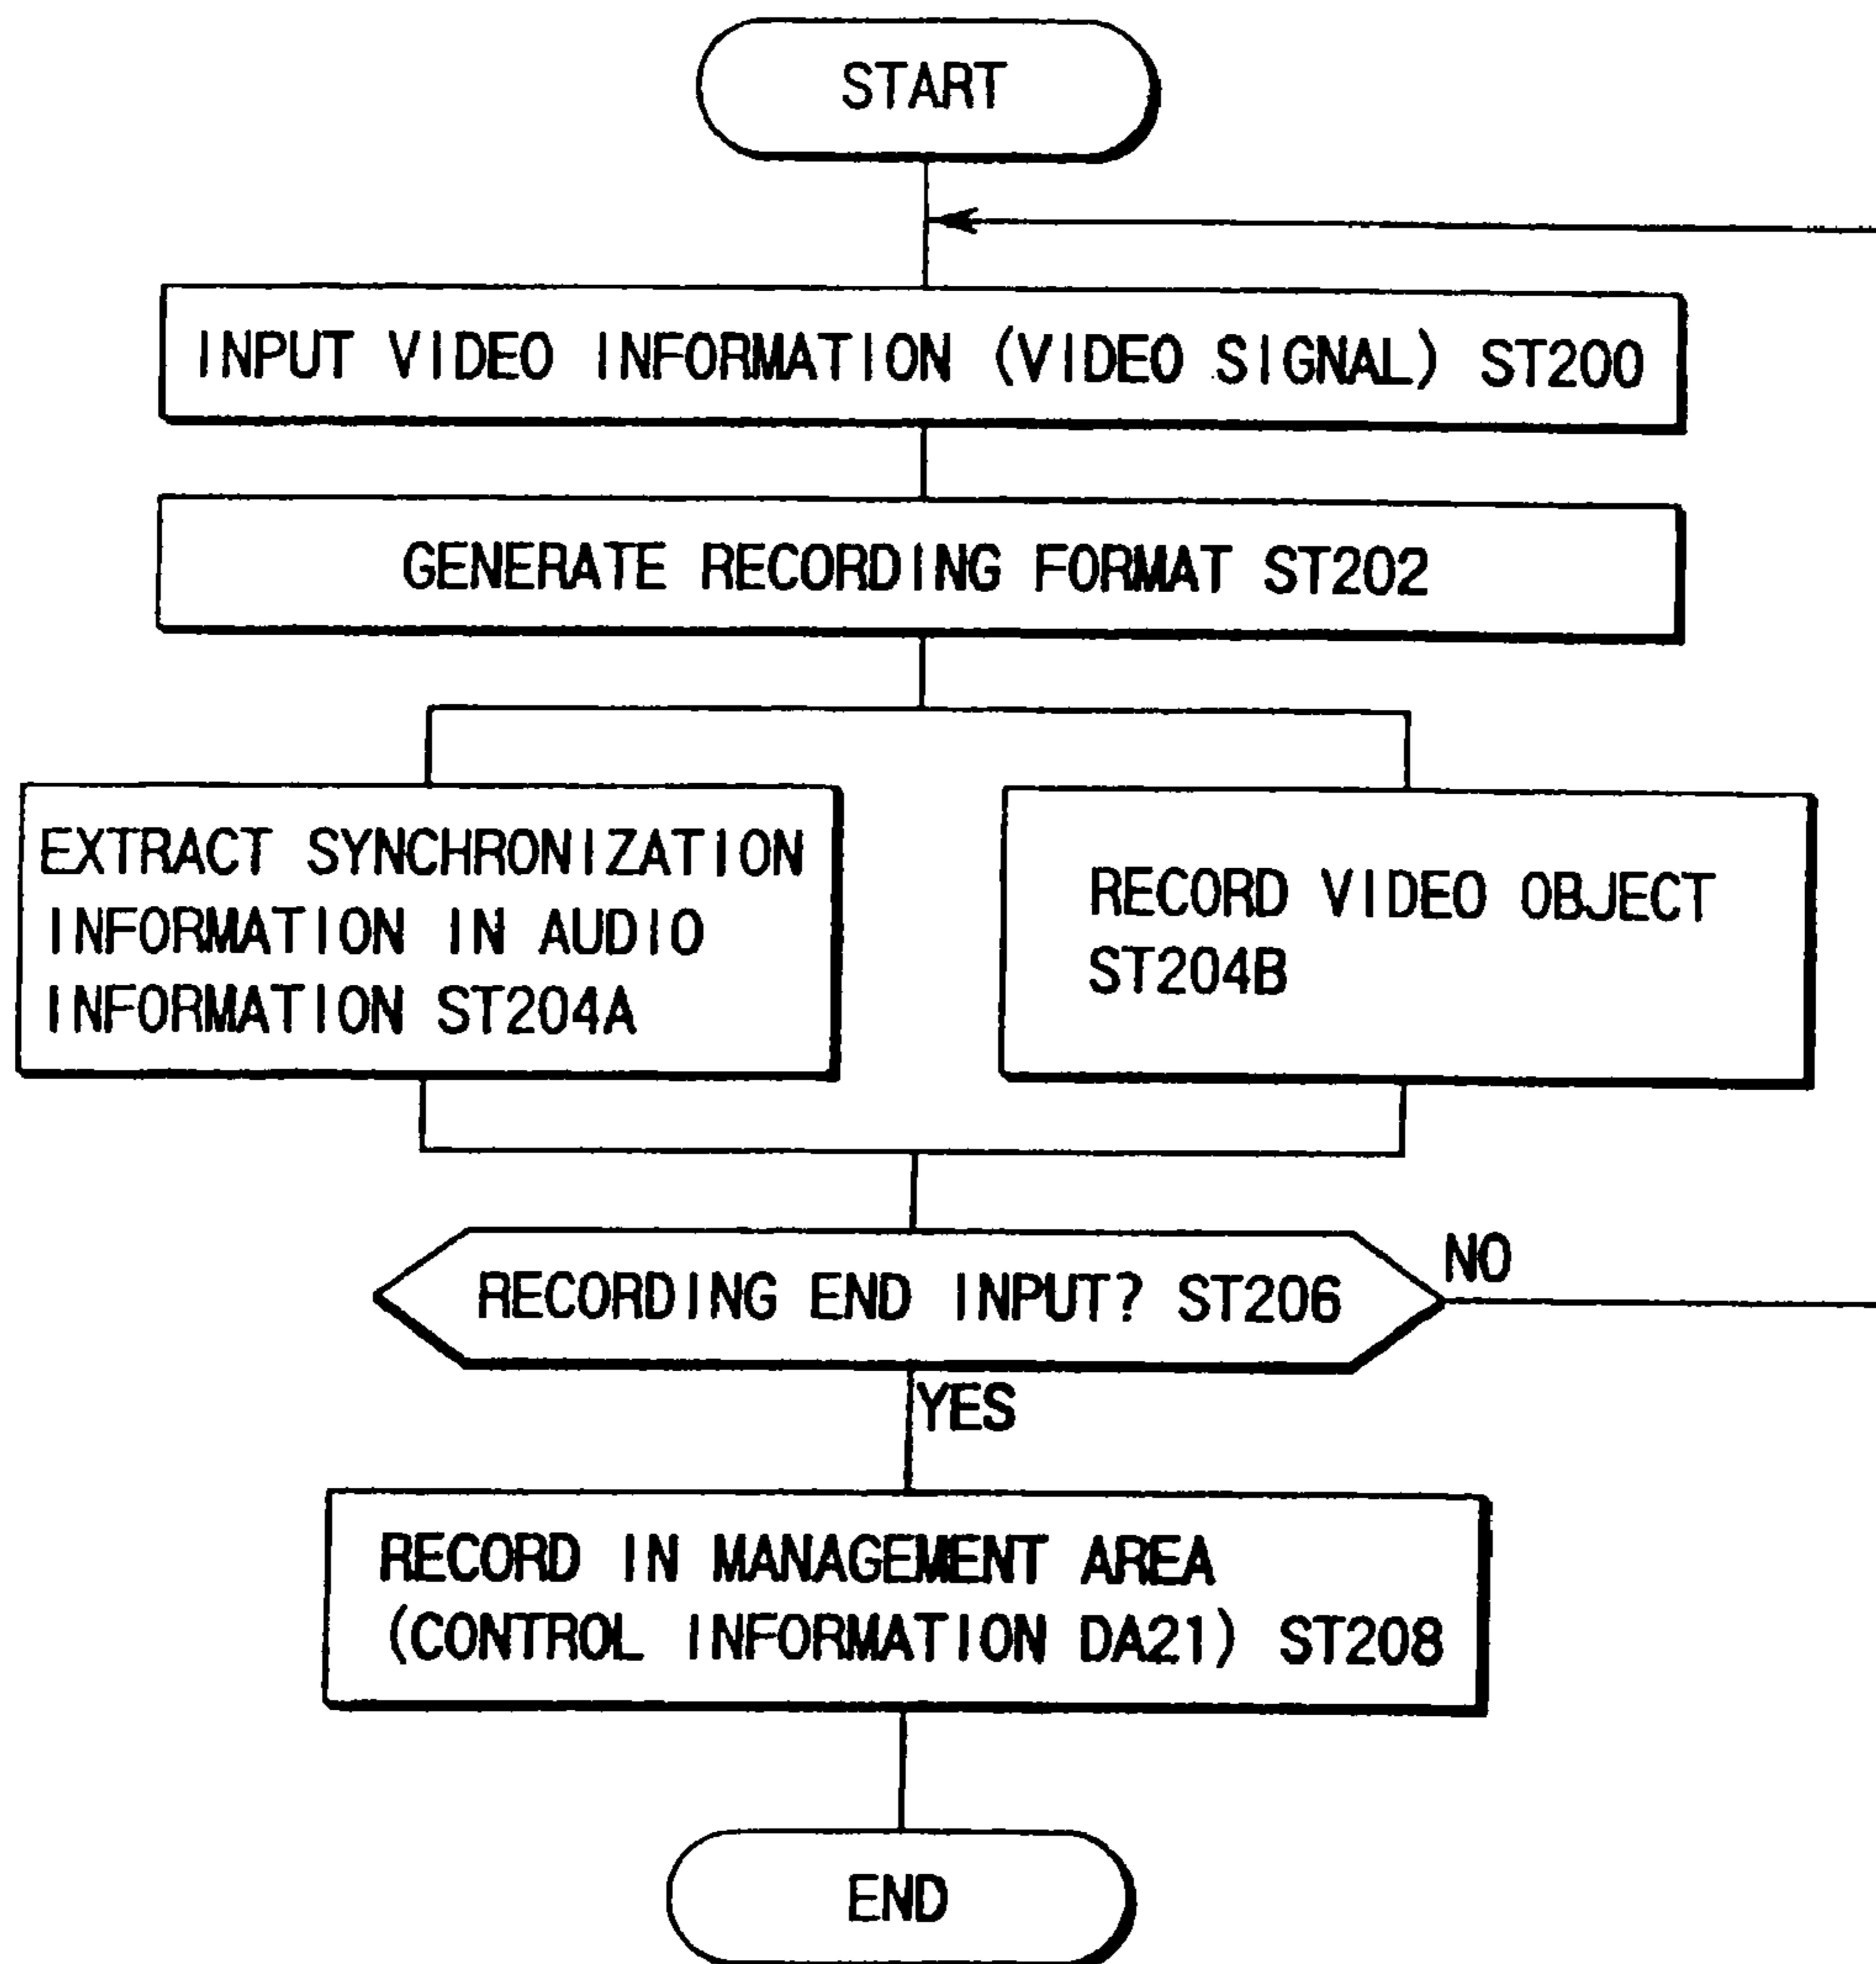 START
INPUT VIDEO INFORMATION (VIDEO SIGNAL) ST200
GENERATE RECORDING FORMAT ST202
EXTRACT SYNCHRONIZATION
INFORMATION IN AUDIO
INFORMATION ST204A
RECORD VIDEO OBJECT
ST204B
RECORDING END INPUT? ST206
NO
YES
RECORD IN MANAGEMENT AREA
(CONTROL INFORMATION DA21) ST208
END